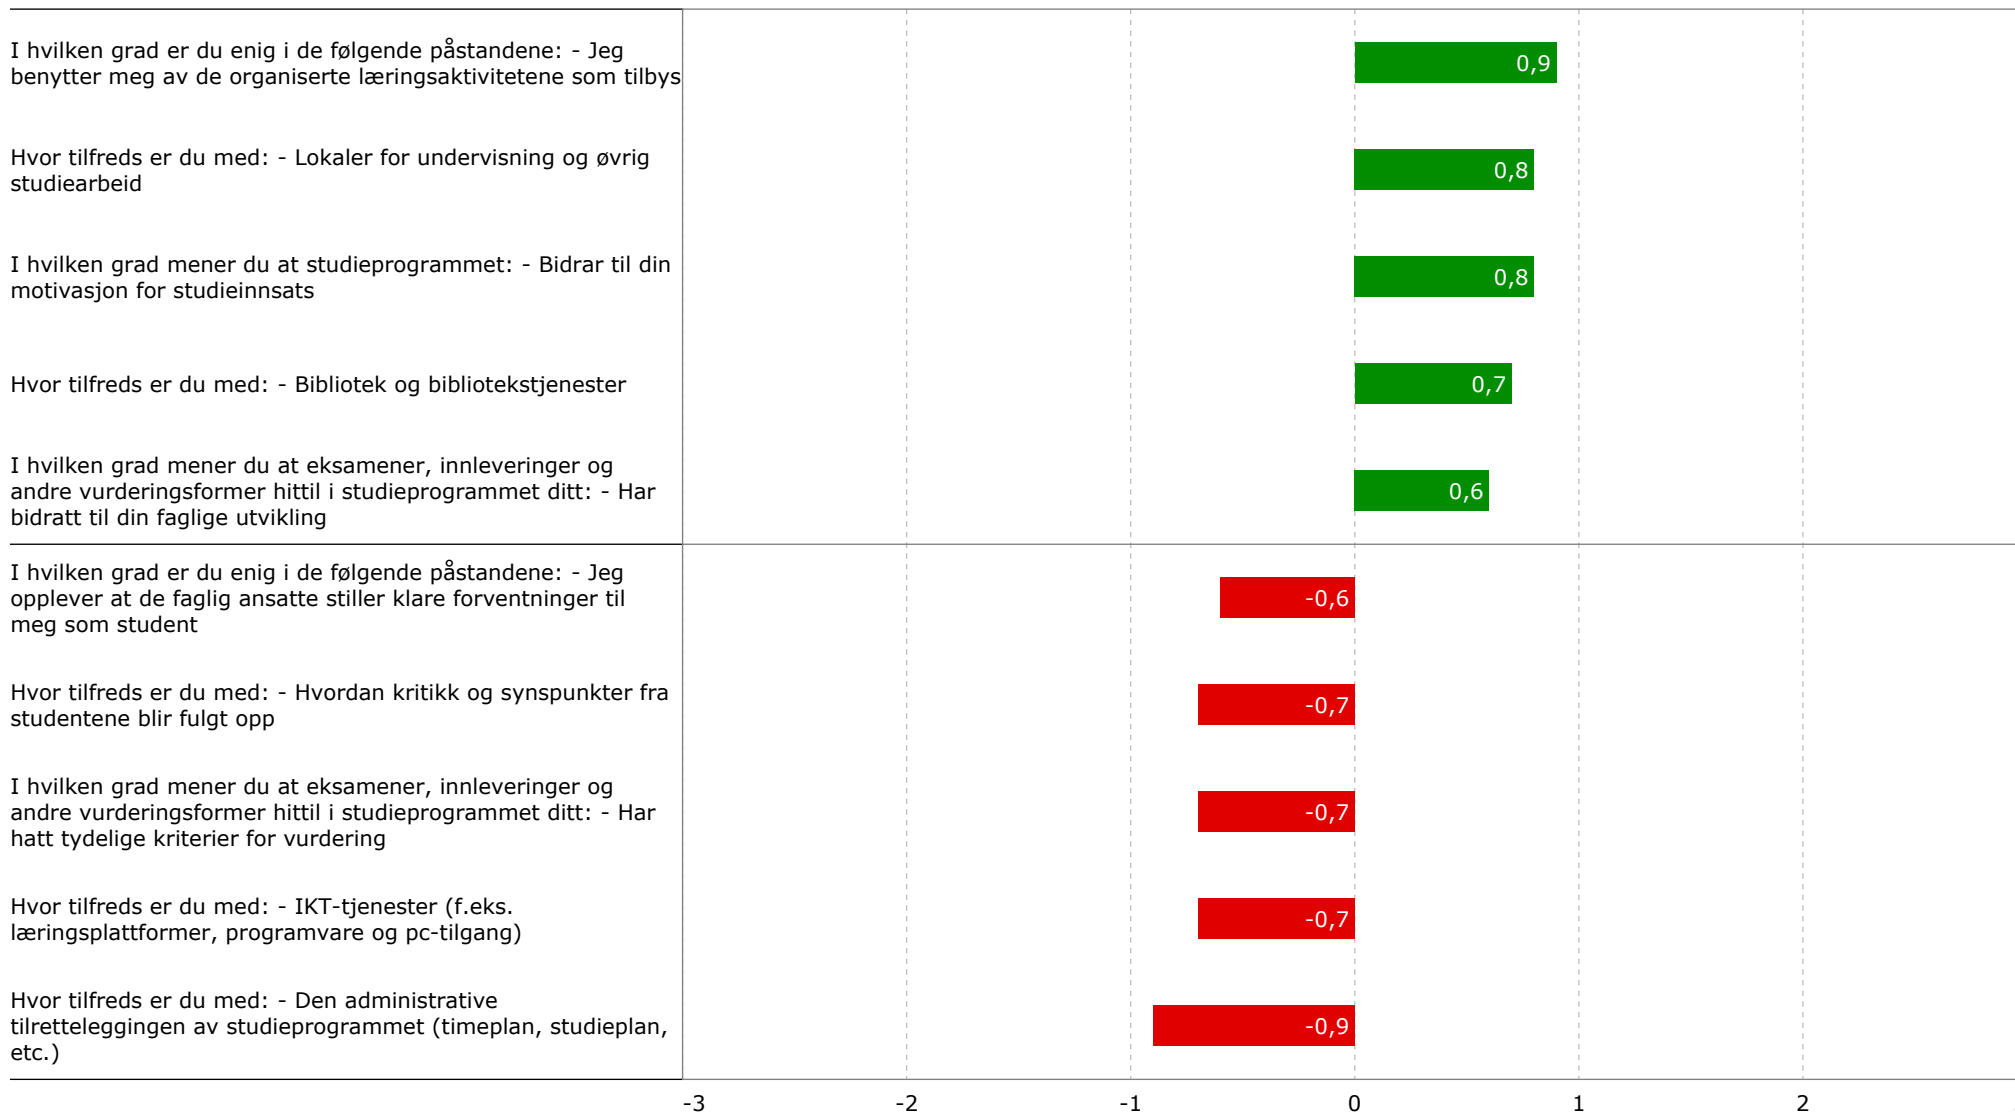 I hvilken grad er du enig i de følgende påstandene: - Jeg
benytter meg av de organiserte læringsaktivitetene som tilbys
0,9
Hvor tilfreds er du med: - Lokaler for undervisning og øvrig
studiearbeid
0,8
I hvilken grad mener du at studieprogrammet: - Bidrar til din
motivasjon for studieinnsats
0,8
Hvor tilfreds er du med: - Bibliotek og bibliotekstjenester
0,7
I hvilken grad mener du at eksamener, innleveringer og
andre vurderingsformer hittil i studieprogrammet ditt: - Har
bidratt til din faglige utvikling
0,6
I hvilken grad er du enig i de følgende påstandene: - Jeg
opplever at de faglig ansatte stiller klare forventninger til
meg som student
-0,6
Hvor tilfreds er du med: - Hvordan kritikk og synspunkter fra
studentene blir fulgt opp
-0,7
I hvilken grad mener du at eksamener, innleveringer og
andre vurderingsformer hittil i studieprogrammet ditt: - Har
hatt tydelige kriterier for vurdering
-0,7
Hvor tilfreds er du med: - IKT-tjenester (f.eks.
læringsplattformer, programvare og pc-tilgang)
-0,7
Hvor tilfreds er du med: - Den administrative
tilretteleggingen av studieprogrammet (timeplan, studieplan,
etc.)
-0,9
-3 -2 -1 0 1 2